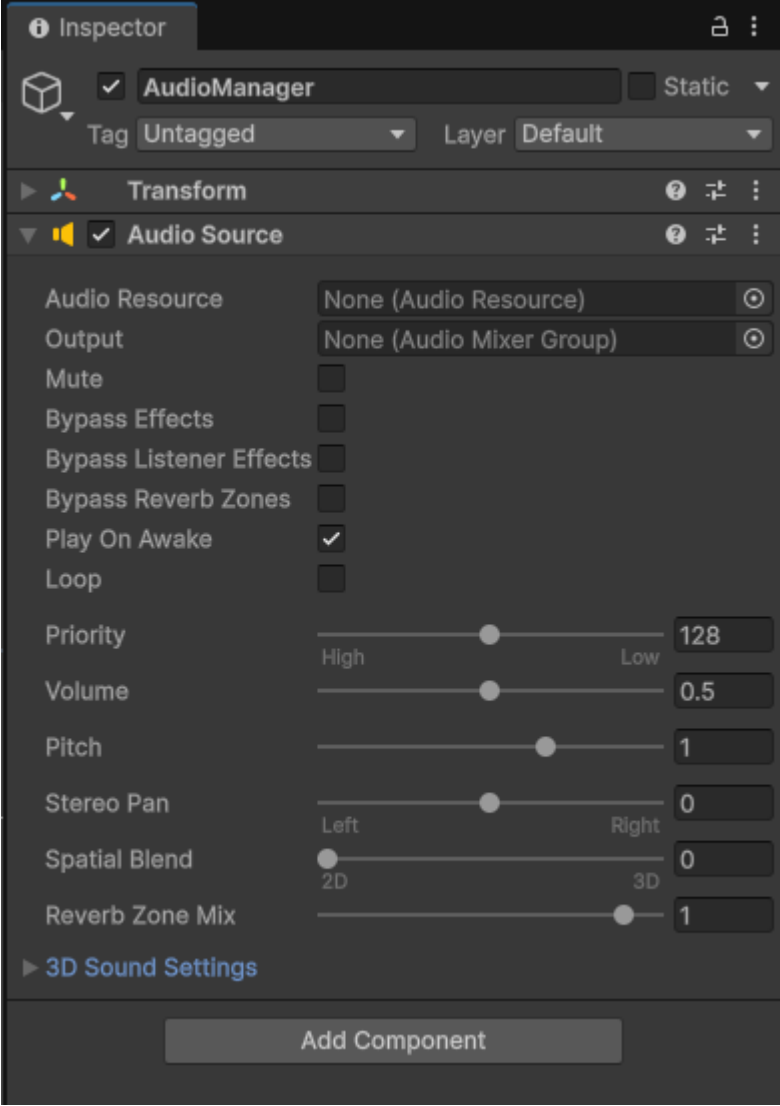 Inspector
AudioManager
Static
Tag Untagged Layer Default
Transform
Audio Source
Audio Resource None (Audio Resource)
Output None (Audio Mixer Group)
Mute
Bypass Effects
Bypass Listener Effects
Bypass Reverb Zones
Play On Awake
Loop
Priority 128
High Low
Volume 0.5
Pitch 1
Stereo Pan 0
Left Right
Spatial Blend 0
2D 3D
Reverb Zone Mix 1
3D Sound Settings
Add Component